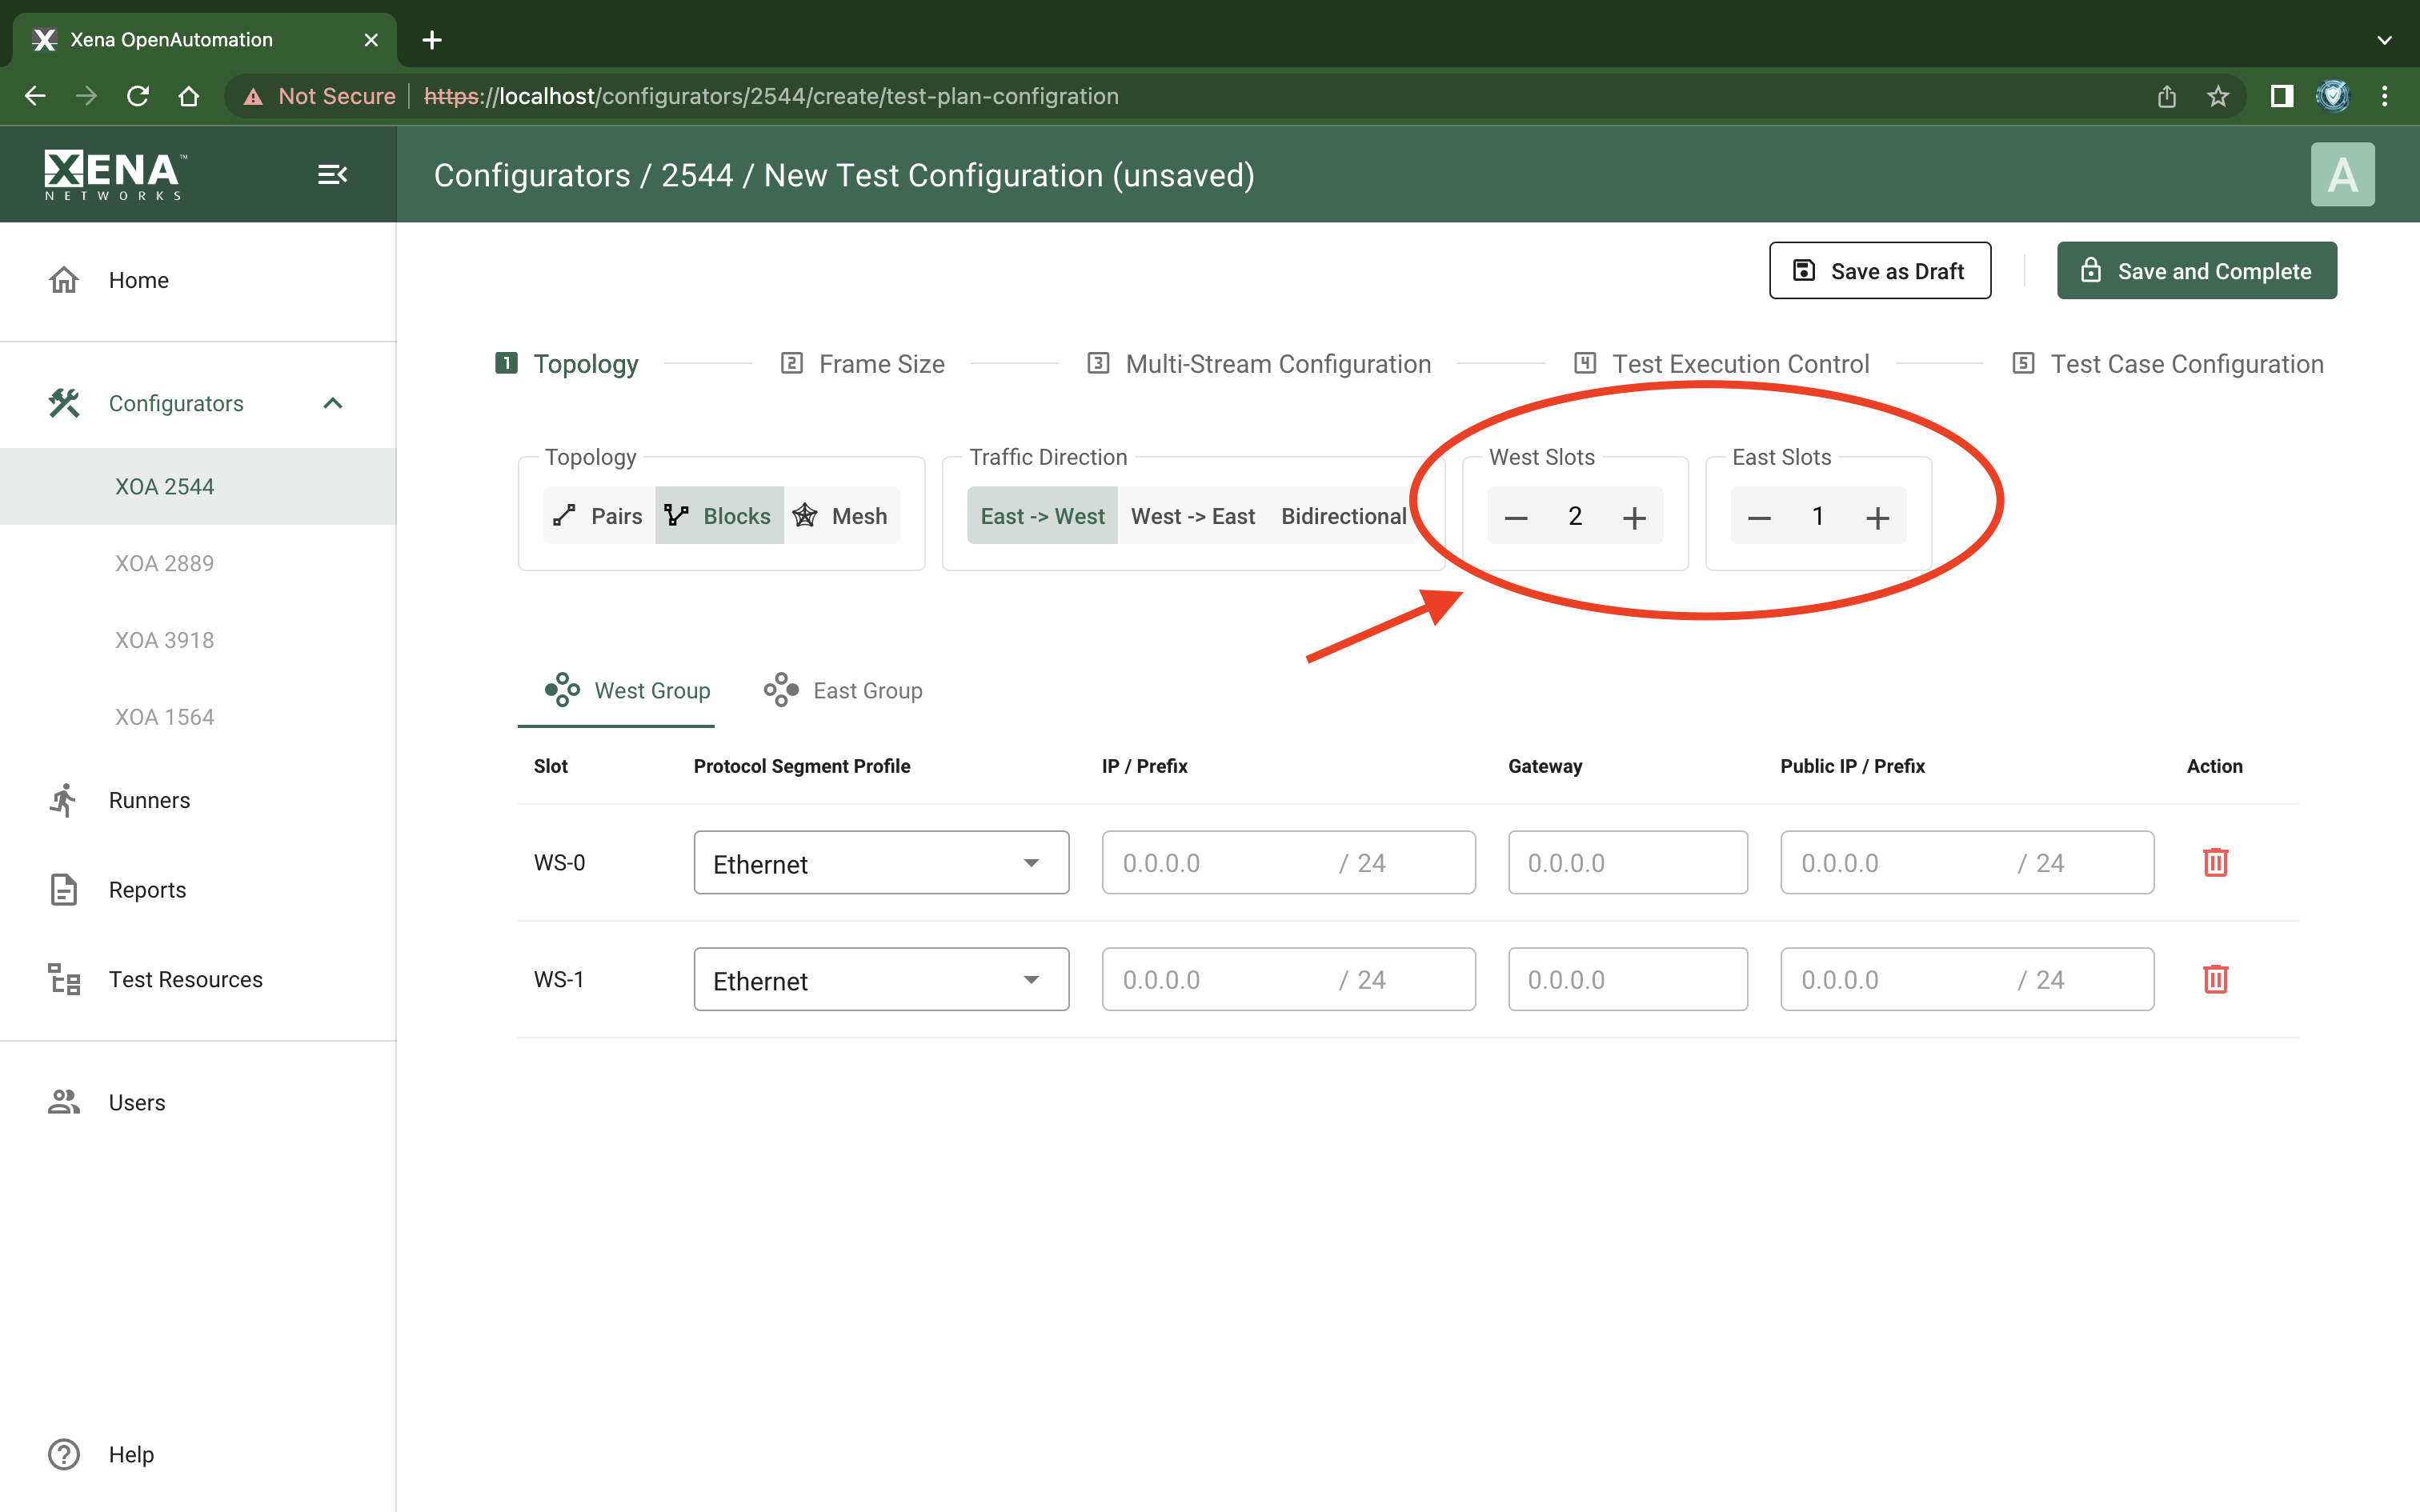 Xena OpenAutomation
Not Secure https://localhost/configurators/2544/create/test-plan-configration
XENA™
NETWORKS
Configurators / 2544 / New Test Configuration (unsaved)
A
Home
Configurators
XOA 2544
XOA 2889
XOA 3918
XOA 1564
Runners
Reports
Test Resources
Users
Help
Save as Draft
Save and Complete
1 Topology
2 Frame Size
3 Multi-Stream Configuration
4 Test Execution Control
5 Test Case Configuration
Topology
Pairs Blocks Mesh
Traffic Direction
East -> West West -> East Bidirectional
West Slots
− 2 +
East Slots
− 1 +
West Group
East Group
Slot Protocol Segment Profile IP / Prefix Gateway Public IP / Prefix Action
WS-0 Ethernet 0.0.0.0 / 24 0.0.0.0 0.0.0.0 / 24
WS-1 Ethernet 0.0.0.0 / 24 0.0.0.0 0.0.0.0 / 24